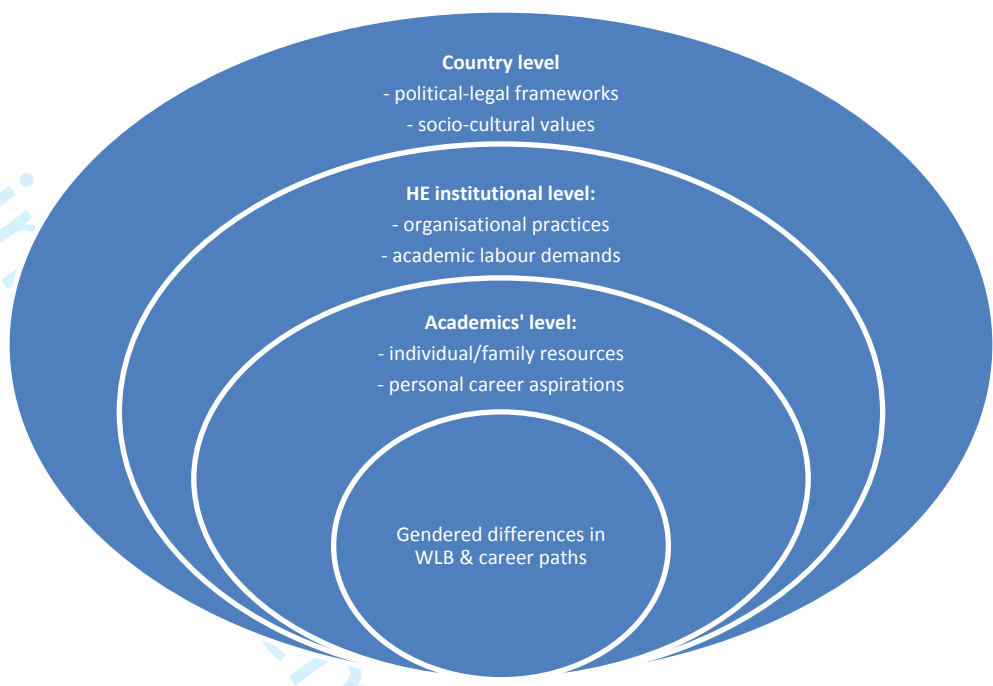 Country level
- political-legal frameworks
- socio-cultural values
HE institutional level:
- organisational practices
- academic labour demands
Academics' level:
- individual/family resources
- personal career aspirations
Gendered differences in
WLB & career paths